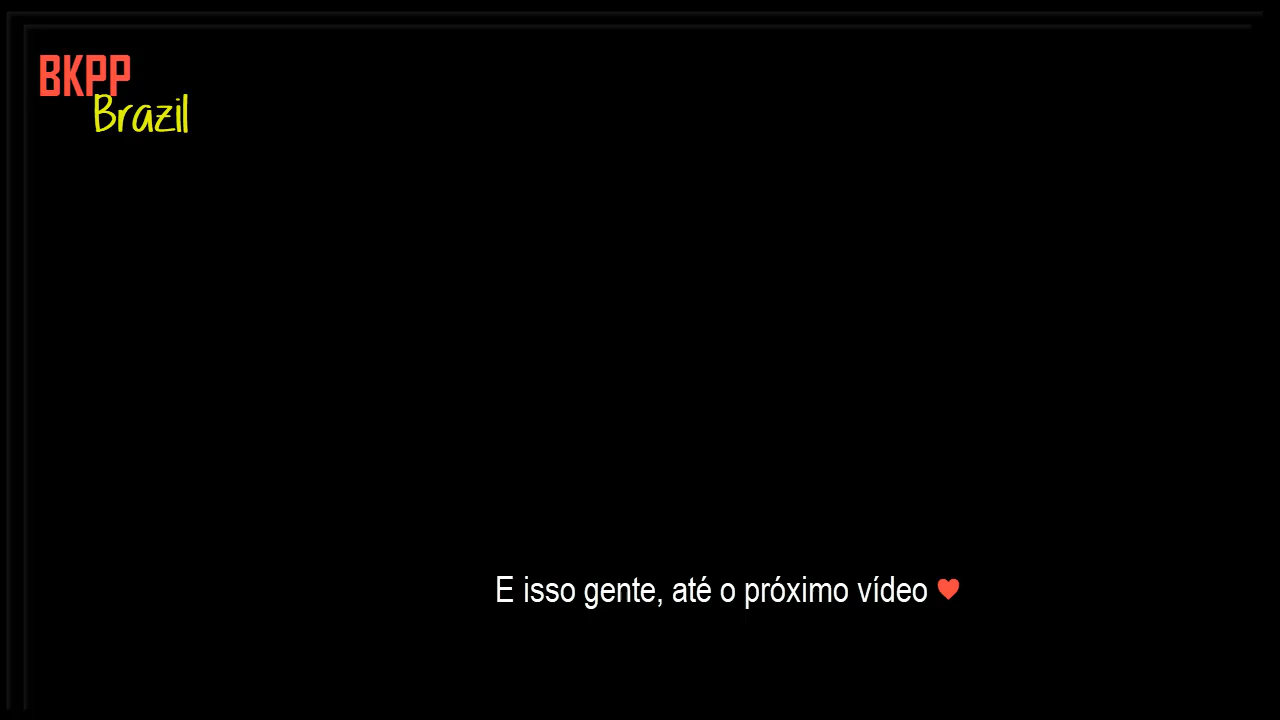 BKPP
Brazil
E isso gente, até o próximo vídeo ♥